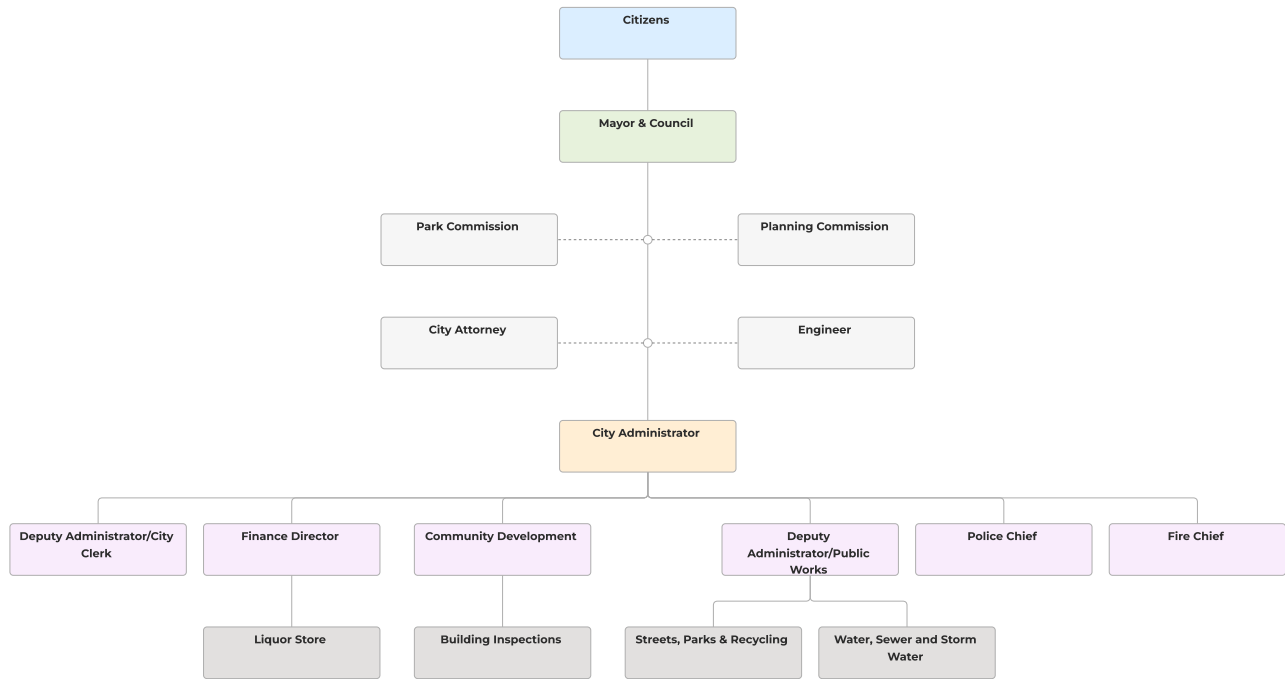 Citizens
Mayor & Council
Park Commission
Planning Commission
City Attorney
Engineer
City Administrator
Deputy Administrator/City
Clerk
Finance Director
Community Development
Deputy
Administrator/Public
Works
Police Chief
Fire Chief
Liquor Store
Building Inspections
Streets, Parks & Recycling
Water, Sewer and Storm
Water